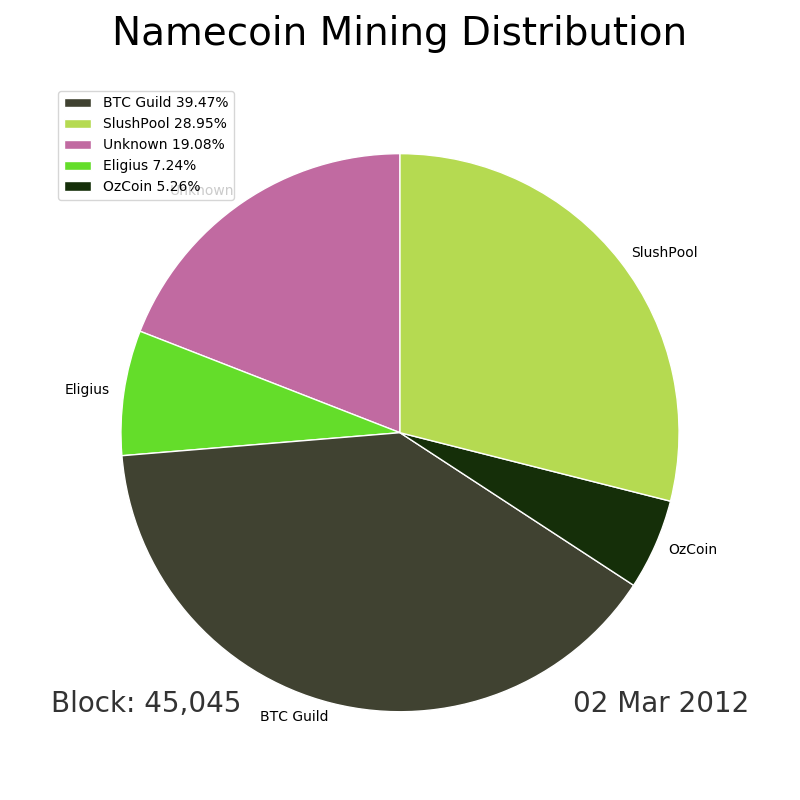 Namecoin Mining Distribution
BTC Guild 39.47%
SlushPool 28.95%
Unknown 19.08%
Eligius 7.24%
OzCoin 5.26%
Unknown
SlushPool
Eligius
OzCoin
BTC Guild
Block: 45,045
02 Mar 2012